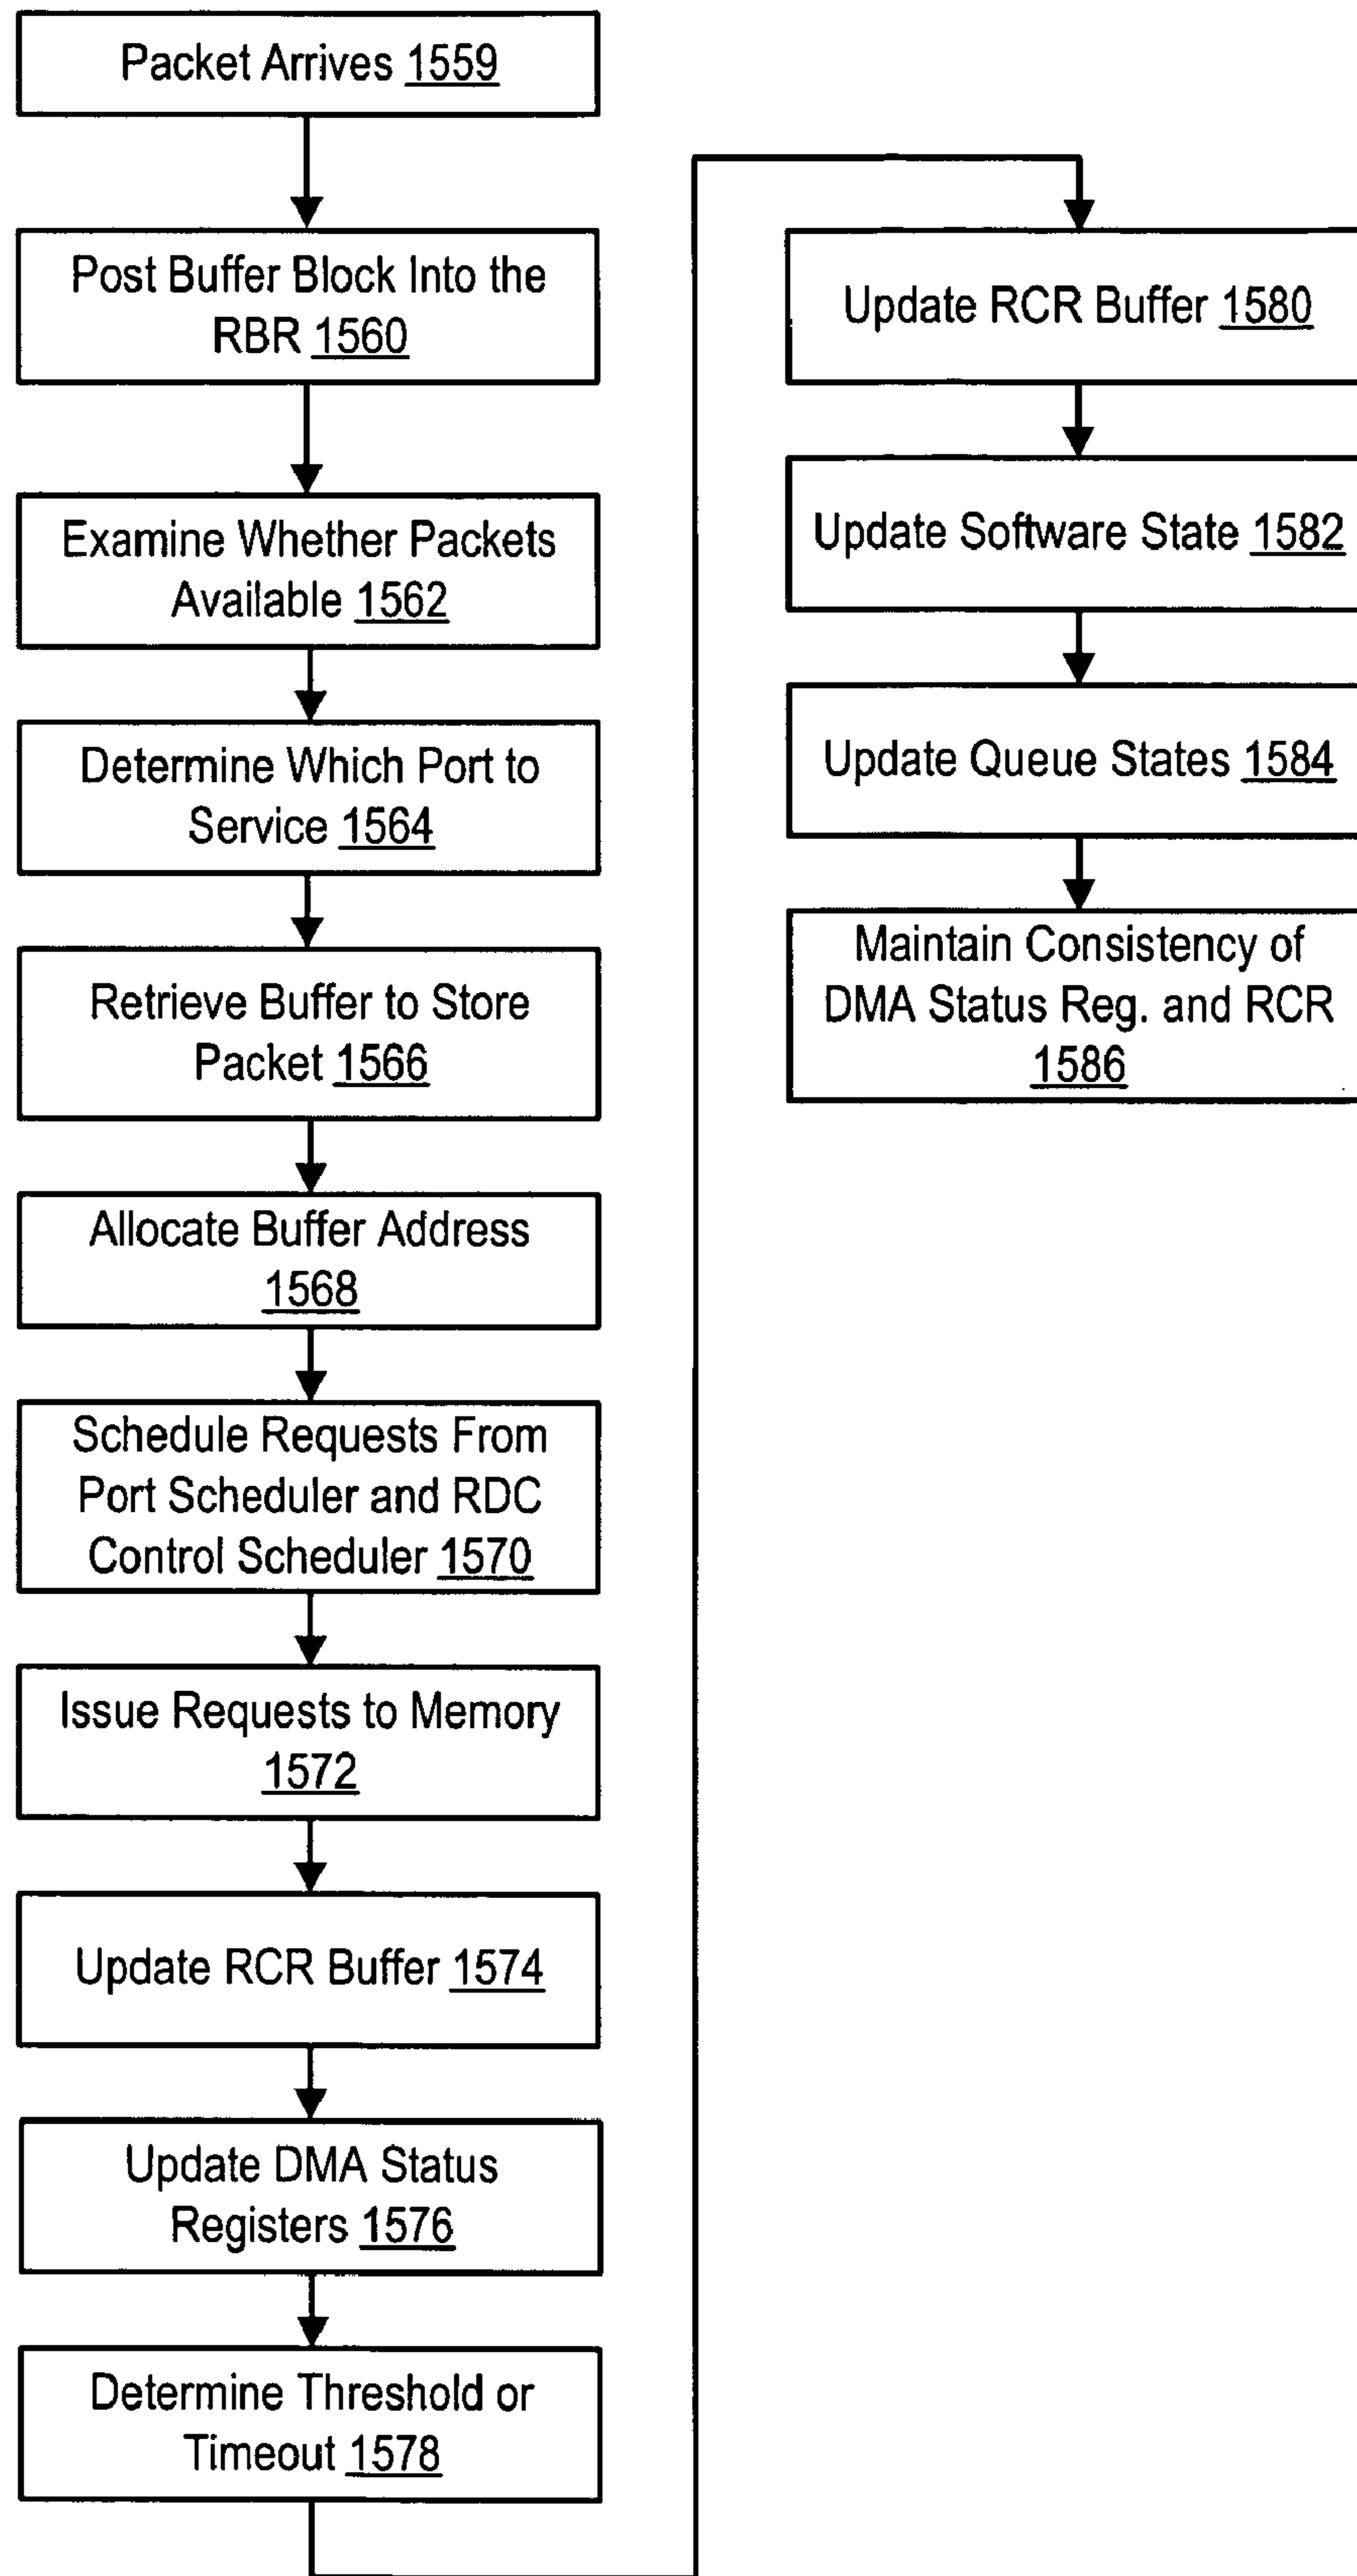 Packet Arrives 1559
Post Buffer Block Into the
RBR 1560
Examine Whether Packets
Available 1562
Determine Which Port to
Service 1564
Retrieve Buffer to Store
Packet 1566
Allocate Buffer Address
1568
Schedule Requests From
Port Scheduler and RDC
Control Scheduler 1570
Issue Requests to Memory
1572
Update RCR Buffer 1574
Update DMA Status
Registers 1576
Determine Threshold or
Timeout 1578
Update RCR Buffer 1580
Update Software State 1582
Update Queue States 1584
Maintain Consistency of
DMA Status Reg. and RCR
1586